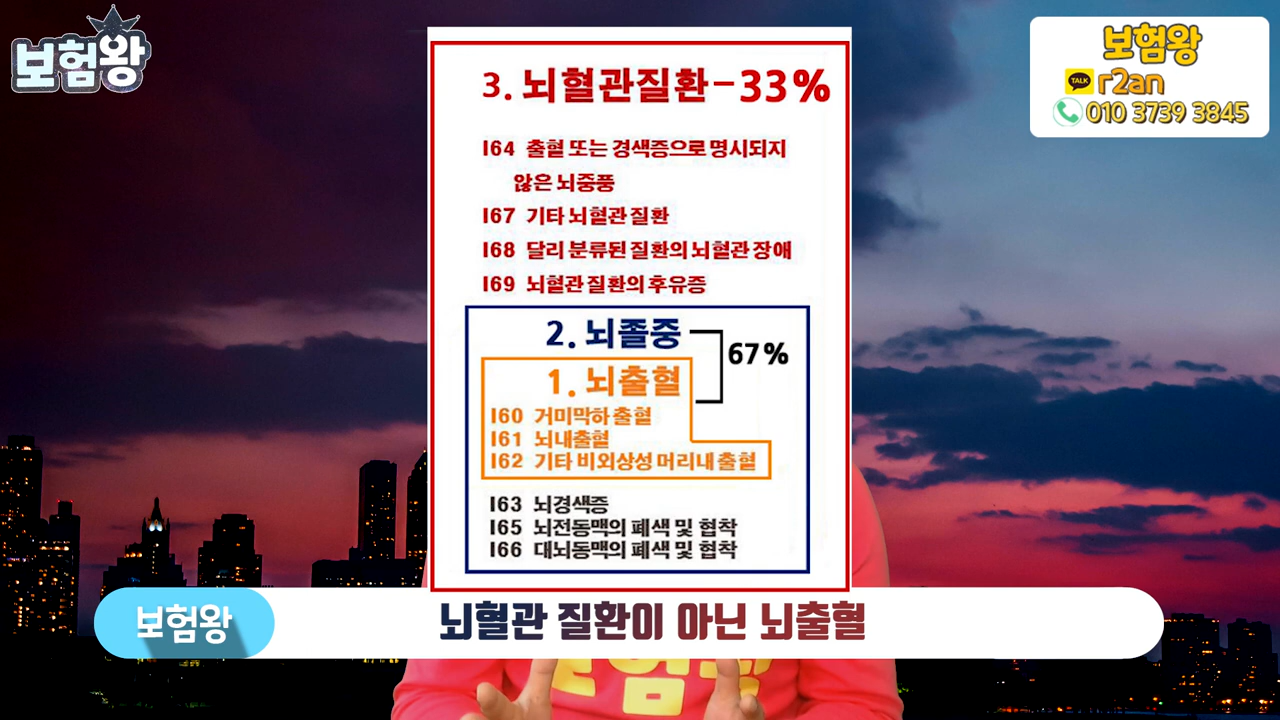 보험왕
보험왕
TALK r2an
010 3739 3845
3. 뇌혈관질환-33%
I64 출혈 또는 경색증으로 명시되지
않은 뇌중풍
I67 기타 뇌혈관 질환
I68 달리 분류된 질환의 뇌혈관 장애
I69 뇌혈관 질환의 후유증
2. 뇌졸중
67%
1. 뇌출혈
I60 거미막하 출혈
I61 뇌내출혈
I62 기타 비외상성 머리내 출혈
I63 뇌경색증
I65 뇌전동맥의 폐색 및 협착
I66 대뇌동맥의 폐색 및 협착
보험왕
뇌혈관 질환이 아닌 뇌출혈
보험왕